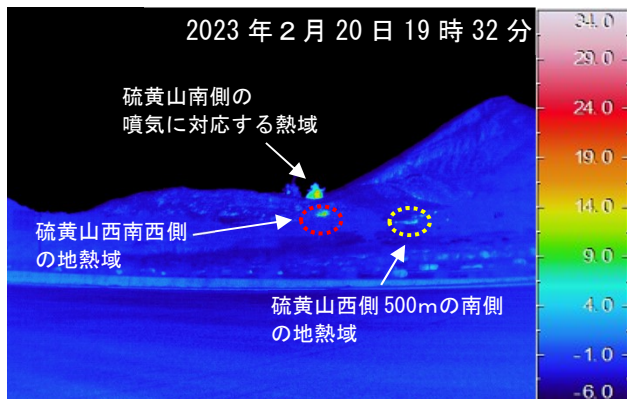 2023年2月20日19時32分
硫黄山南側の
噴気に対応する熱域
硫黄山西南西側
の地熱域
硫黄山西側500mの南側
の地熱域
34.0
29.0
24.0
19.0
14.0
9.0
4.0
-1.0
-6.0